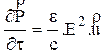 ∂P^ρ/∂τ = ε/c E²